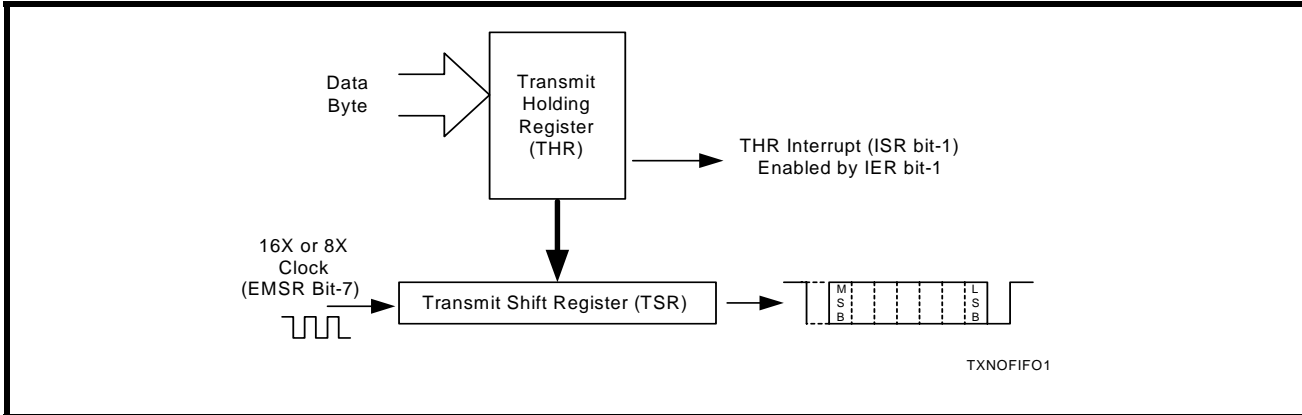 Data
Byte
Transmit
Holding
Register
(THR)
THR Interrupt (ISR bit-1)
Enabled by IER bit-1
16X or 8X
Clock
(EMSR Bit-7)
Transmit Shift Register (TSR)
M
S
B
L
S
B
TXNOFIFO1